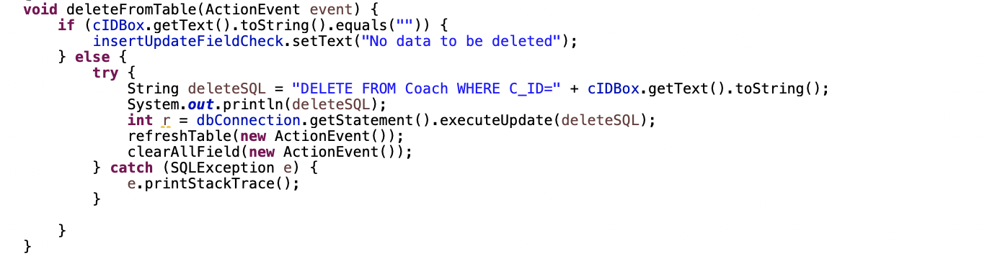 void deleteFromTable(ActionEvent event) {
if (cIDBox.getText().toString().equals("")) {
insertUpdateFieldCheck.setText("No data to be deleted");
} else {
try {
String deleteSQL = "DELETE FROM Coach WHERE C_ID=" + cIDBox.getText().toString();
System.out.println(deleteSQL);
int r = dbConnection.getStatement().executeUpdate(deleteSQL);
refreshTable(new ActionEvent());
clearAllField(new ActionEvent());
} catch (SQLException e) {
e.printStackTrace();
}
}
}